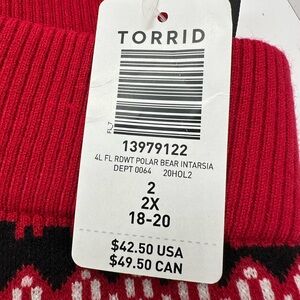 TORRID
FL7
13979122
4L FL RDWT POLAR BEAR INTARSIA
DEPT 0064 20HOL2
2
2X
18-20
$42.50 USA
$49.50 CAN